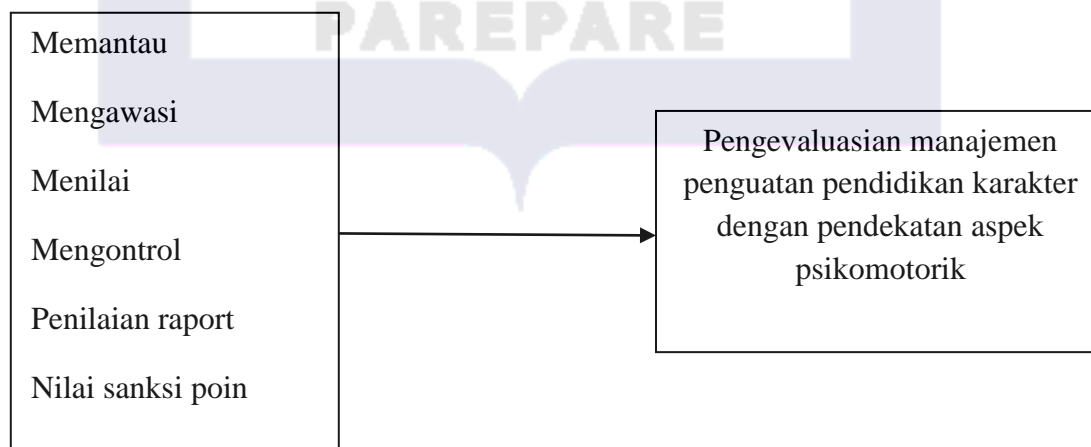 PAREPARE
Memantau
Mengawasi
Menilai
Mengontrol
Penilaian raport
Nilai sanksi poin
Pengevaluasian manajemen
penguatan pendidikan karakter
dengan pendekatan aspek
psikomotorik